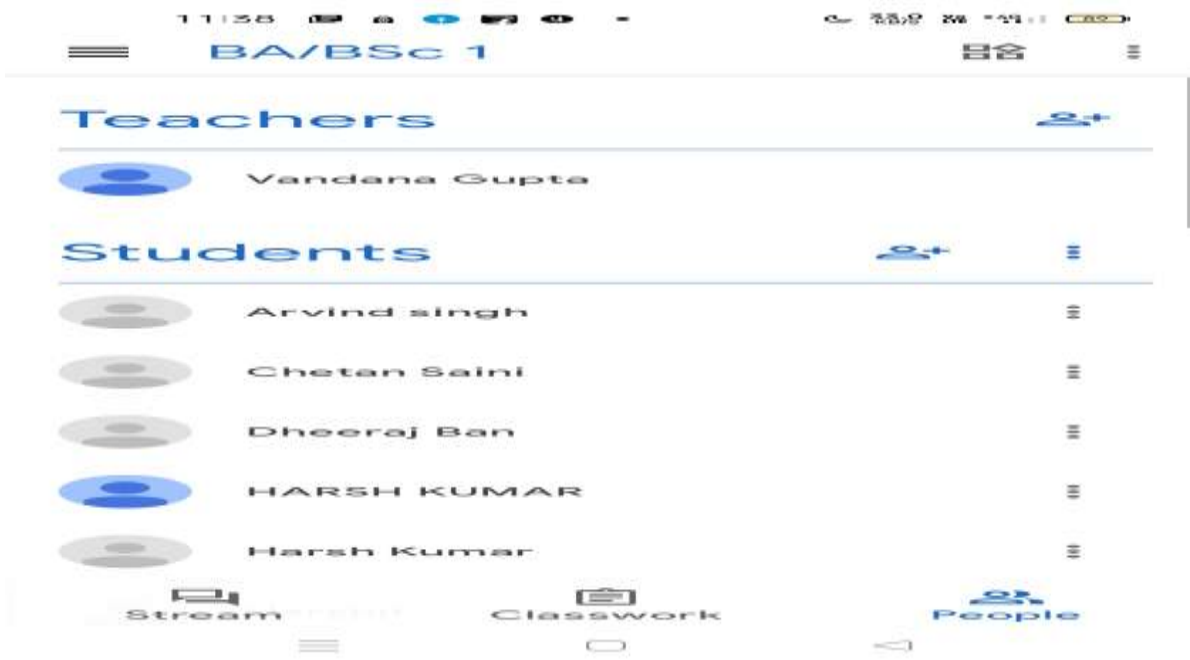 11:38
BA/BSc 1
Teachers
Vandana Gupta
Students
Arvind singh
Chetan Saini
Dheeraj Ban
HARSH KUMAR
Harsh Kumar
Stream Classwork People